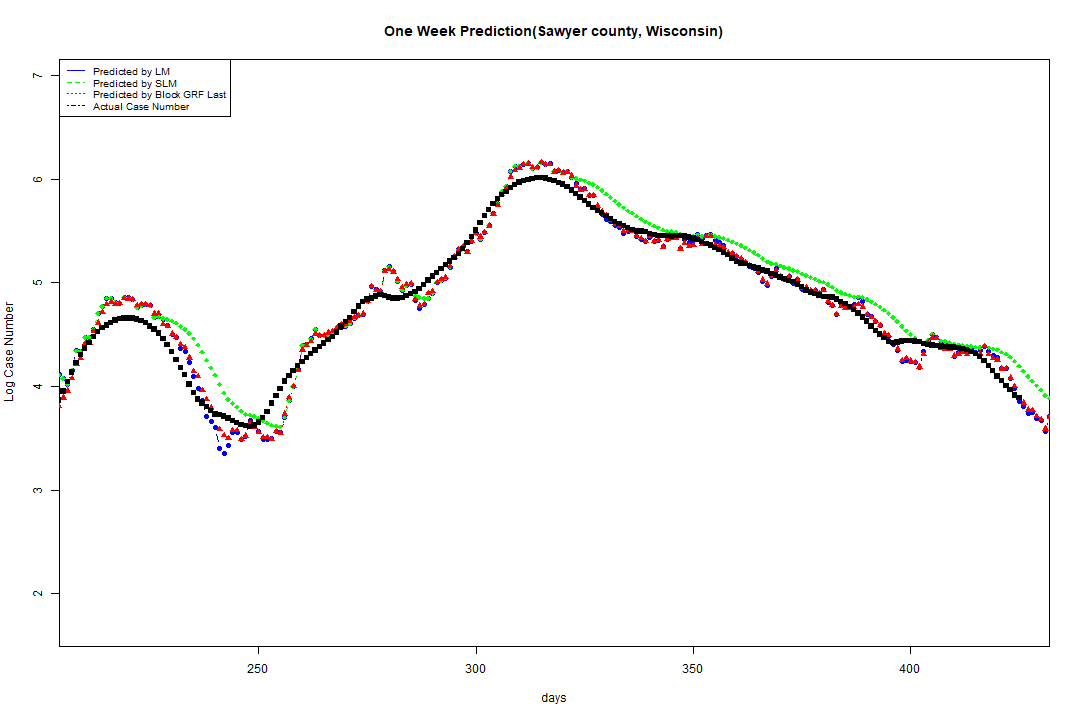 One Week Prediction(Sawyer county, Wisconsin)
Predicted by LM
Predicted by SLM
Predicted by Block GRF Last
Actual Case Number
7
6
5
4
3
2
Log Case Number
250 300 350 400
days